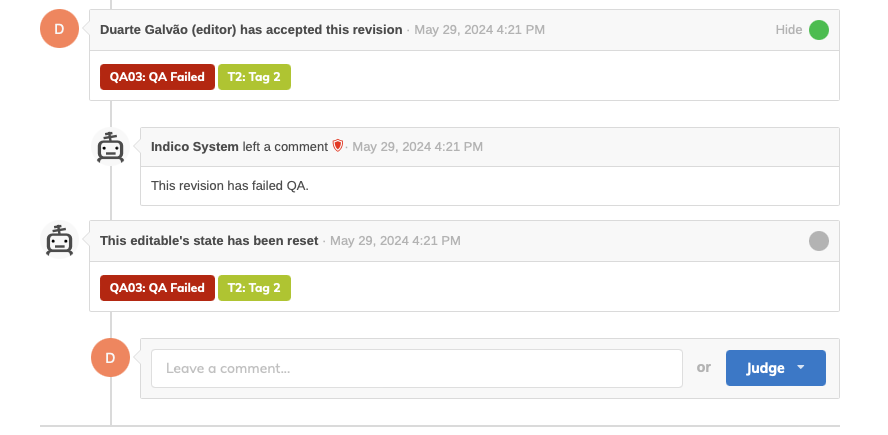 D
Duarte Galvão (editor) has accepted this revision · May 29, 2024 4:21 PM
Hide
QA03: QA Failed T2: Tag 2
Indico System left a comment · May 29, 2024 4:21 PM
This revision has failed QA.
This editable's state has been reset · May 29, 2024 4:21 PM
QA03: QA Failed T2: Tag 2
D
Leave a comment... or Judge